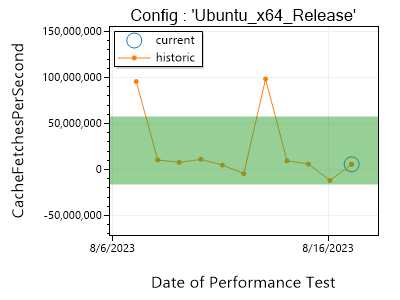 Config : 'Ubuntu_x64_Release'
150,000,000
100,000,000
50,000,000
0
-50,000,000
CacheFetchesPerSecond
current
historic
8/6/2023
8/16/2023
Date of Performance Test